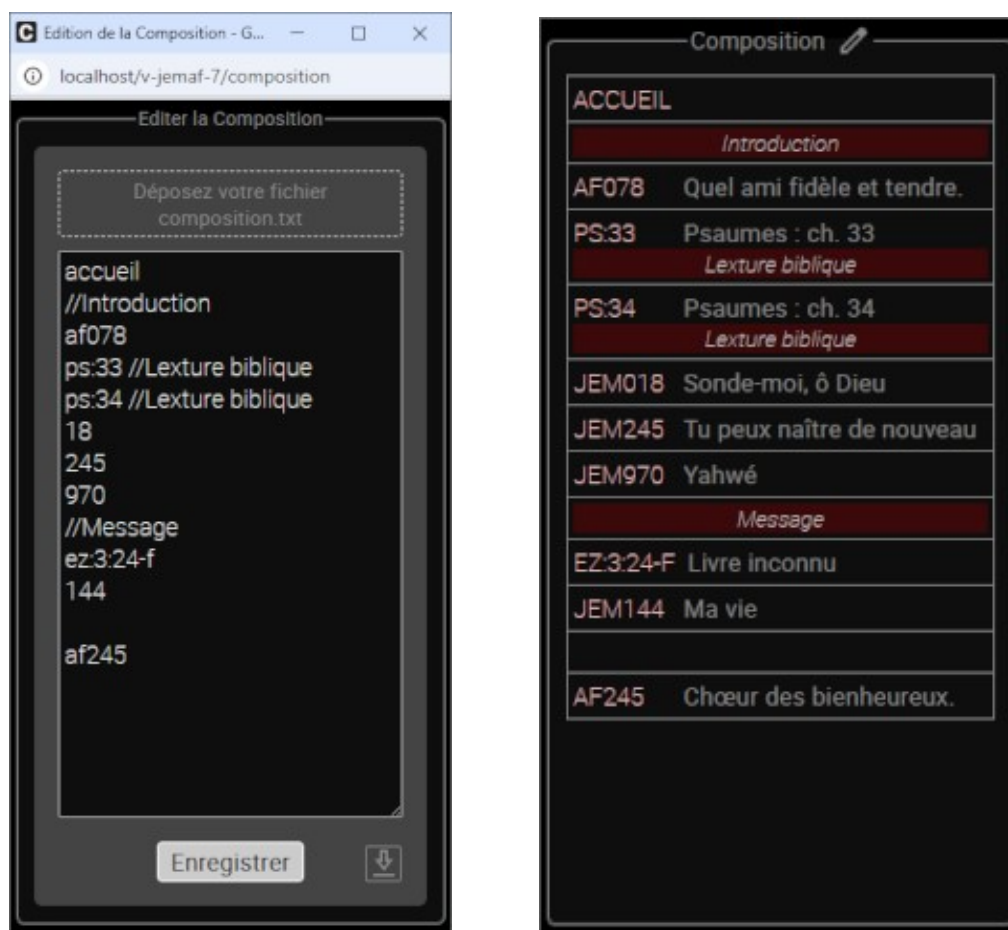 Edition de la Composition - G...
localhost/v-jemaf-7/composition
Editer la Composition
Déposez votre fichier
composition.txt
accueil
//Introduction
af078
ps:33 //Lexture biblique
ps:34 //Lexture biblique
18
245
970
//Message
ez:3:24-f
144
af245
Enregistrer
Composition
ACCUEIL
Introduction
AF078 Quel ami fidèle et tendre.
PS:33 Psaumes : ch. 33
Lexture biblique
PS:34 Psaumes : ch. 34
Lexture biblique
JEM018 Sonde-moi, ô Dieu
JEM245 Tu peux naître de nouveau
JEM970 Yahwé
Message
EZ:3:24-F Livre inconnu
JEM144 Ma vie
AF245 Chœur des bienheureux.